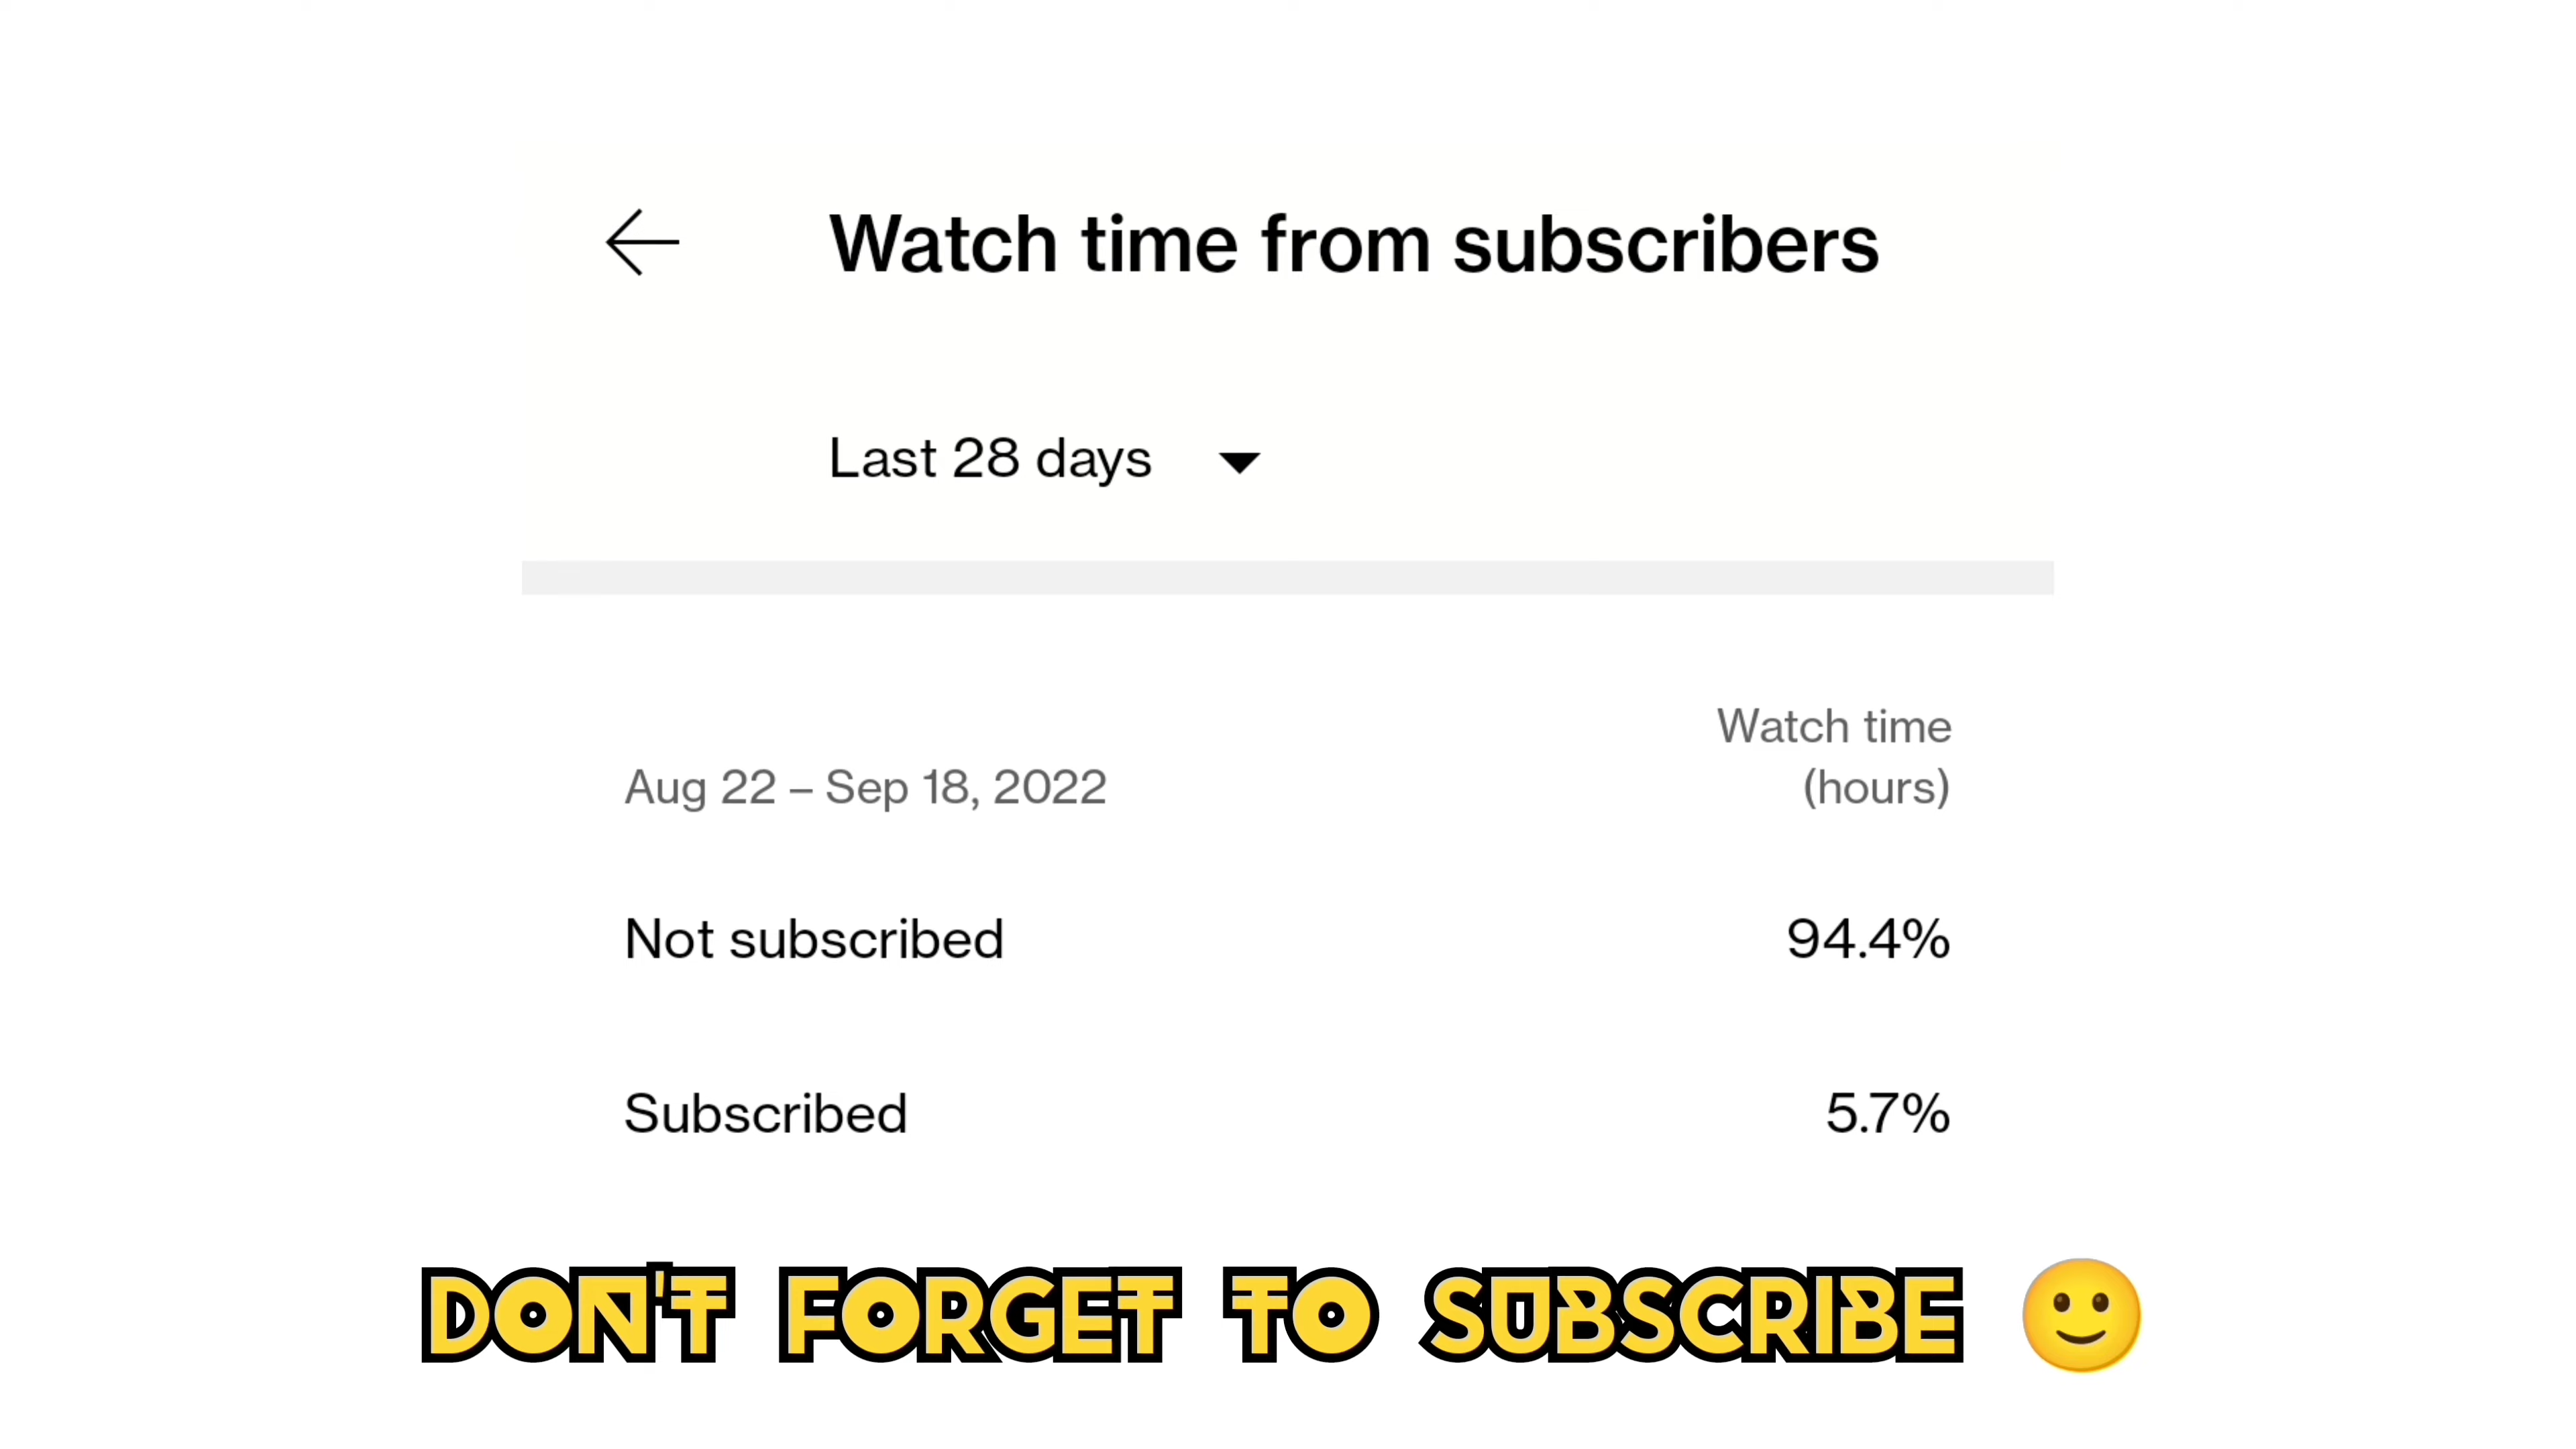 Watch time from subscribers
Last 28 days
Watch time
Aug 22 – Sep 18, 2022 (hours)
Not subscribed 94.4%
Subscribed 5.7%
DON'T FORGET TO SUBSCRIBE 🙂